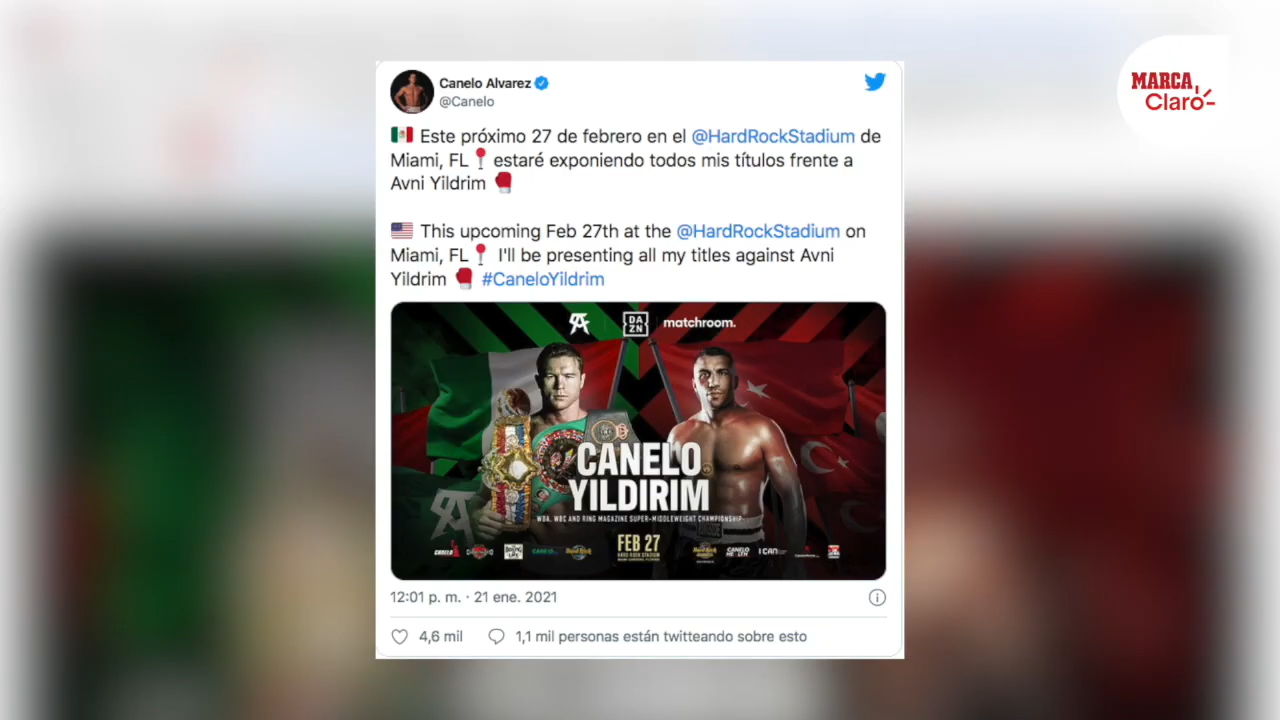 MARCA
Claro
Canelo Alvarez
@Canelo
🇲🇽 Este próximo 27 de febrero en el @HardRockStadium de
Miami, FL📍estaré exponiendo todos mis títulos frente a
Avni Yildrim 🥊
🇺🇸 This upcoming Feb 27th at the @HardRockStadium on
Miami, FL📍 I'll be presenting all my titles against Avni
Yildrim 🥊 #CaneloYildrim
DAZN matchroom.
CANELO
YILDIRIM
WBA, WBC AND RING MAGAZINE SUPER-MIDDLEWEIGHT CHAMPIONSHIP
FEB 27
HARD ROCK STADIUM
12:01 p. m. · 21 ene. 2021
4,6 mil
1,1 mil personas están twitteando sobre esto